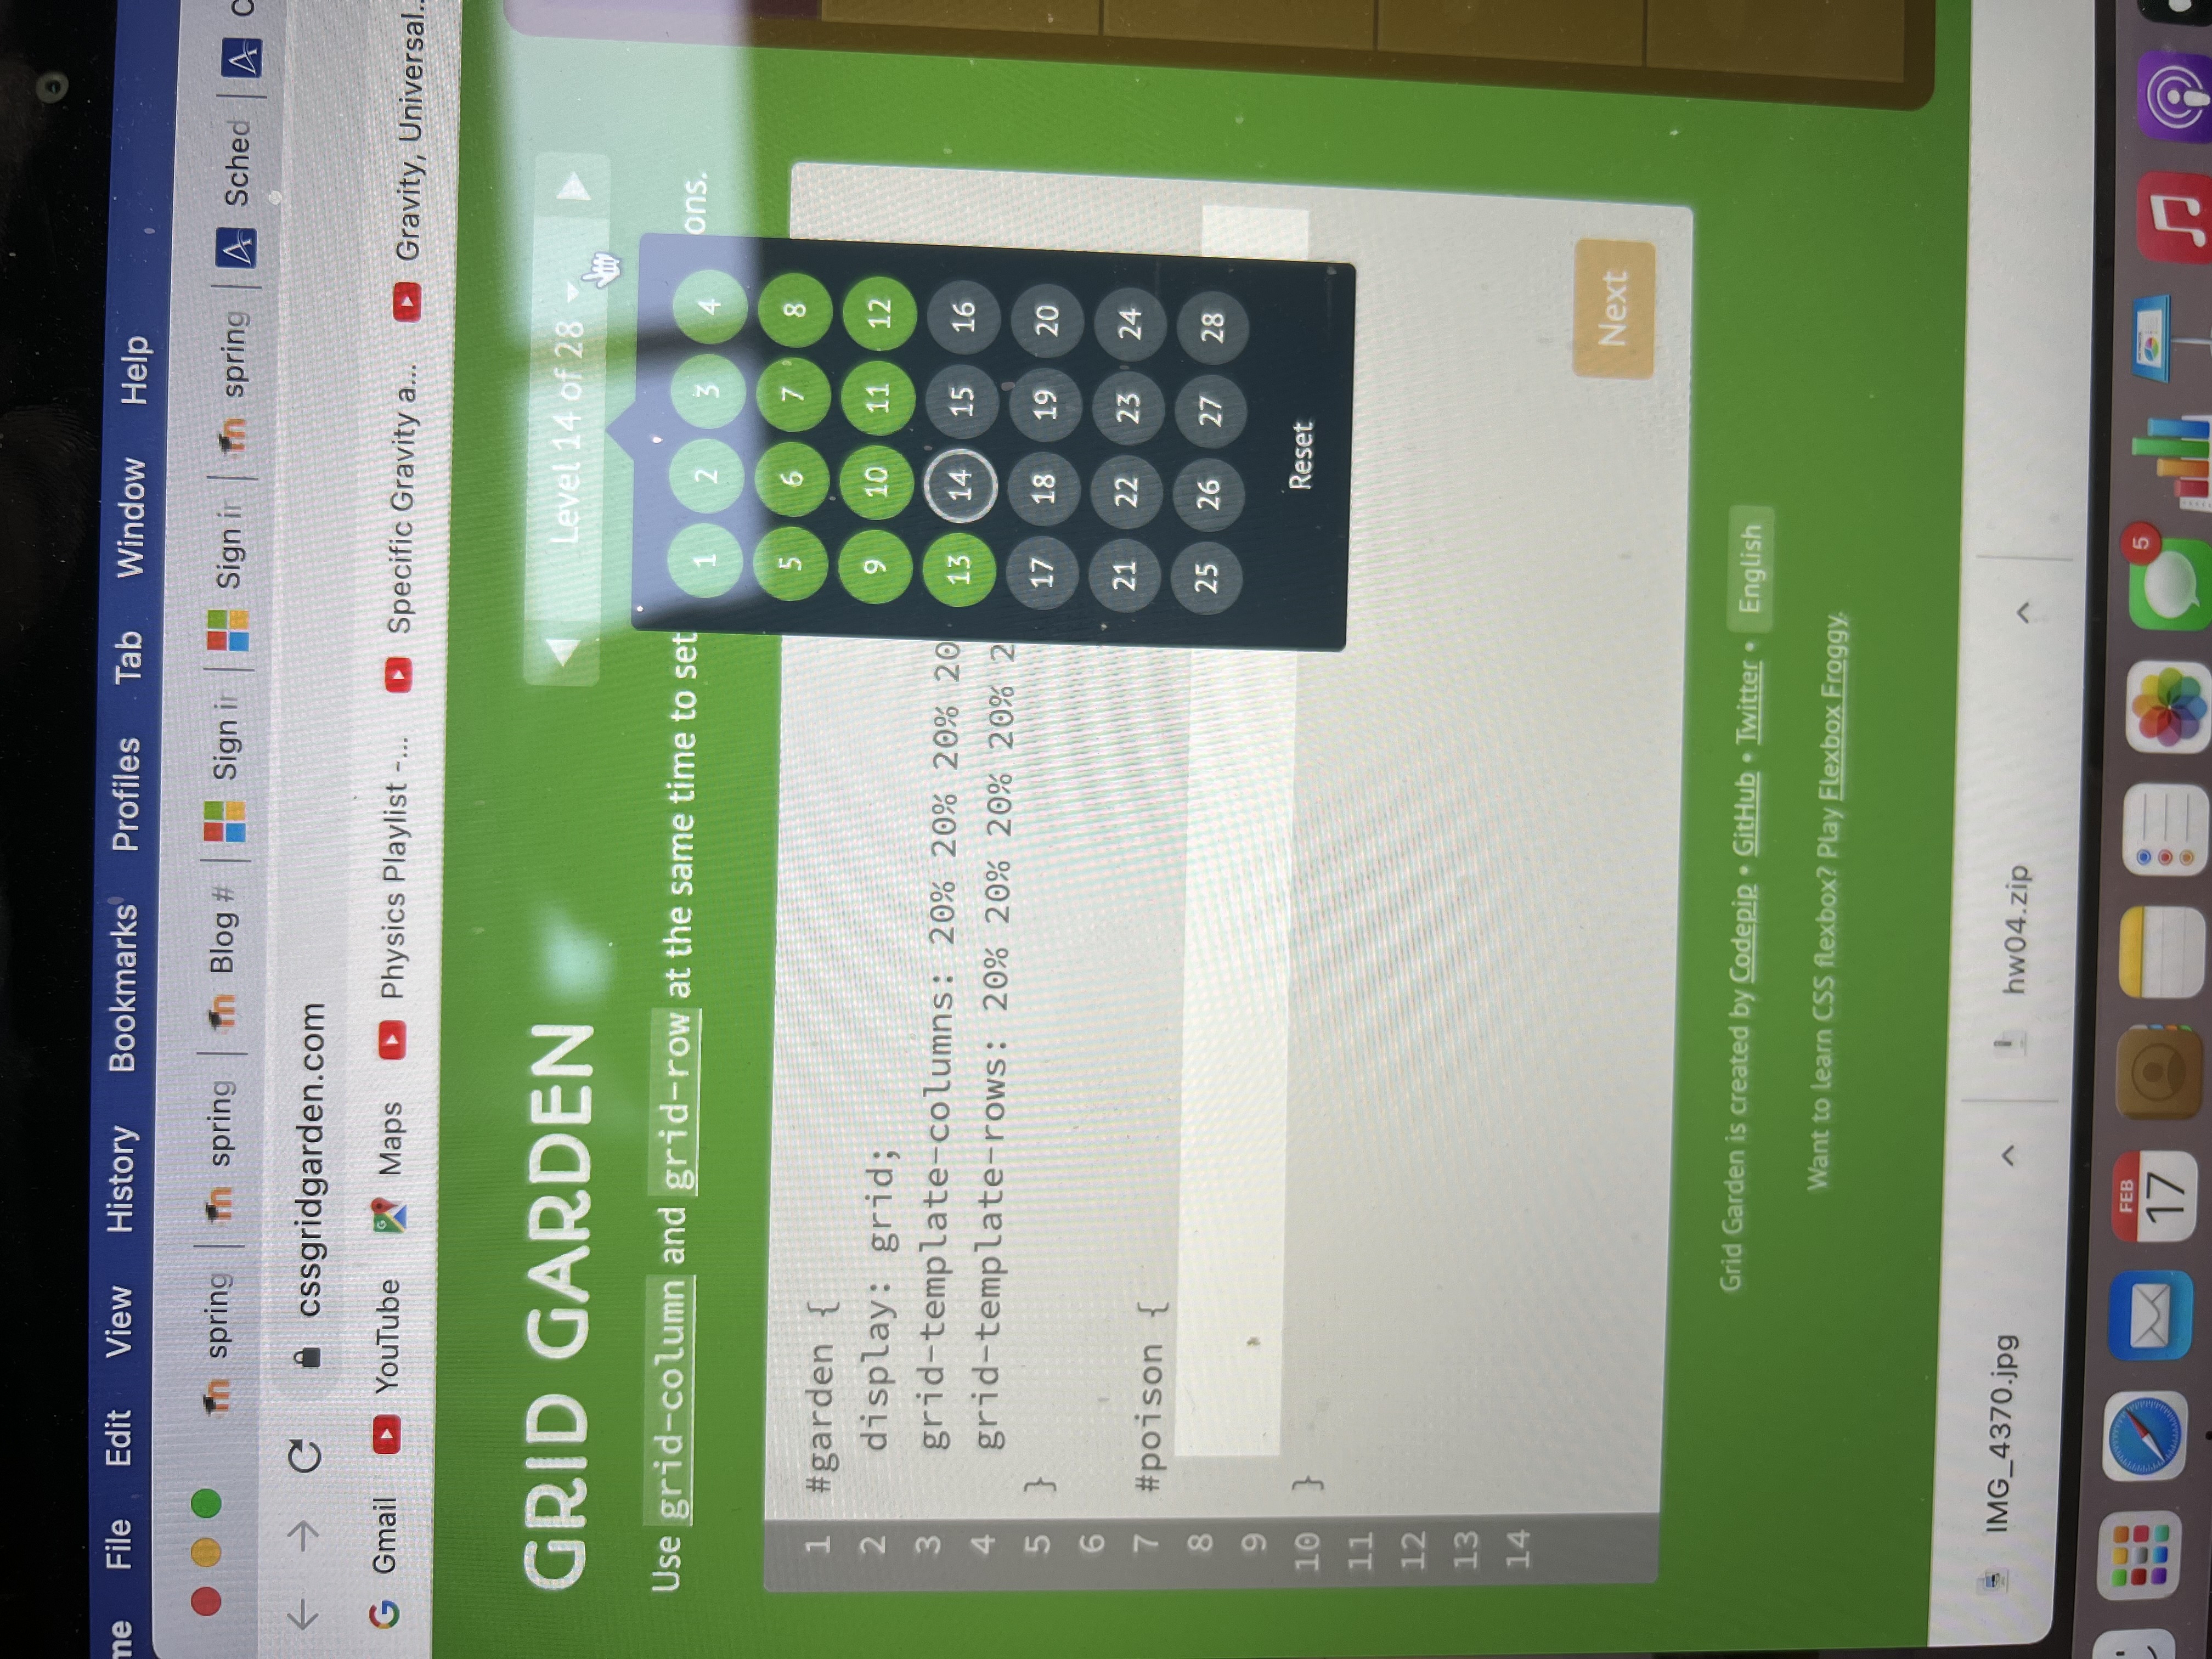 me File Edit View History Bookmarks Profiles Tab Window Help
spring spring Blog # Sign in Sign in spring Sched C
cssgridgarden.com
Gmail YouTube Maps Physics Playlist -... Specific Gravity a... Gravity, Universal...
GRID GARDEN
Level 14 of 28
Use grid-column and grid-row at the same time to set ons.
1 2 3 4
5 6 7 8
9 10 11 12
13 14 15 16
17 18 19 20
21 22 23 24
25 26 27 28
Reset
1 #garden {
2 display: grid;
3 grid-template-columns: 20% 20% 20% 20
4 grid-template-rows: 20% 20% 20% 20% 2
5 }
6
7 #poison {
8
9
10 }
11
12
13
14
Next
Grid Garden is created by Codepip • GitHub • Twitter • English
Want to learn CSS flexbox? Play Flexbox Froggy.
IMG_4370.jpg hw04.zip
FEB
17
5